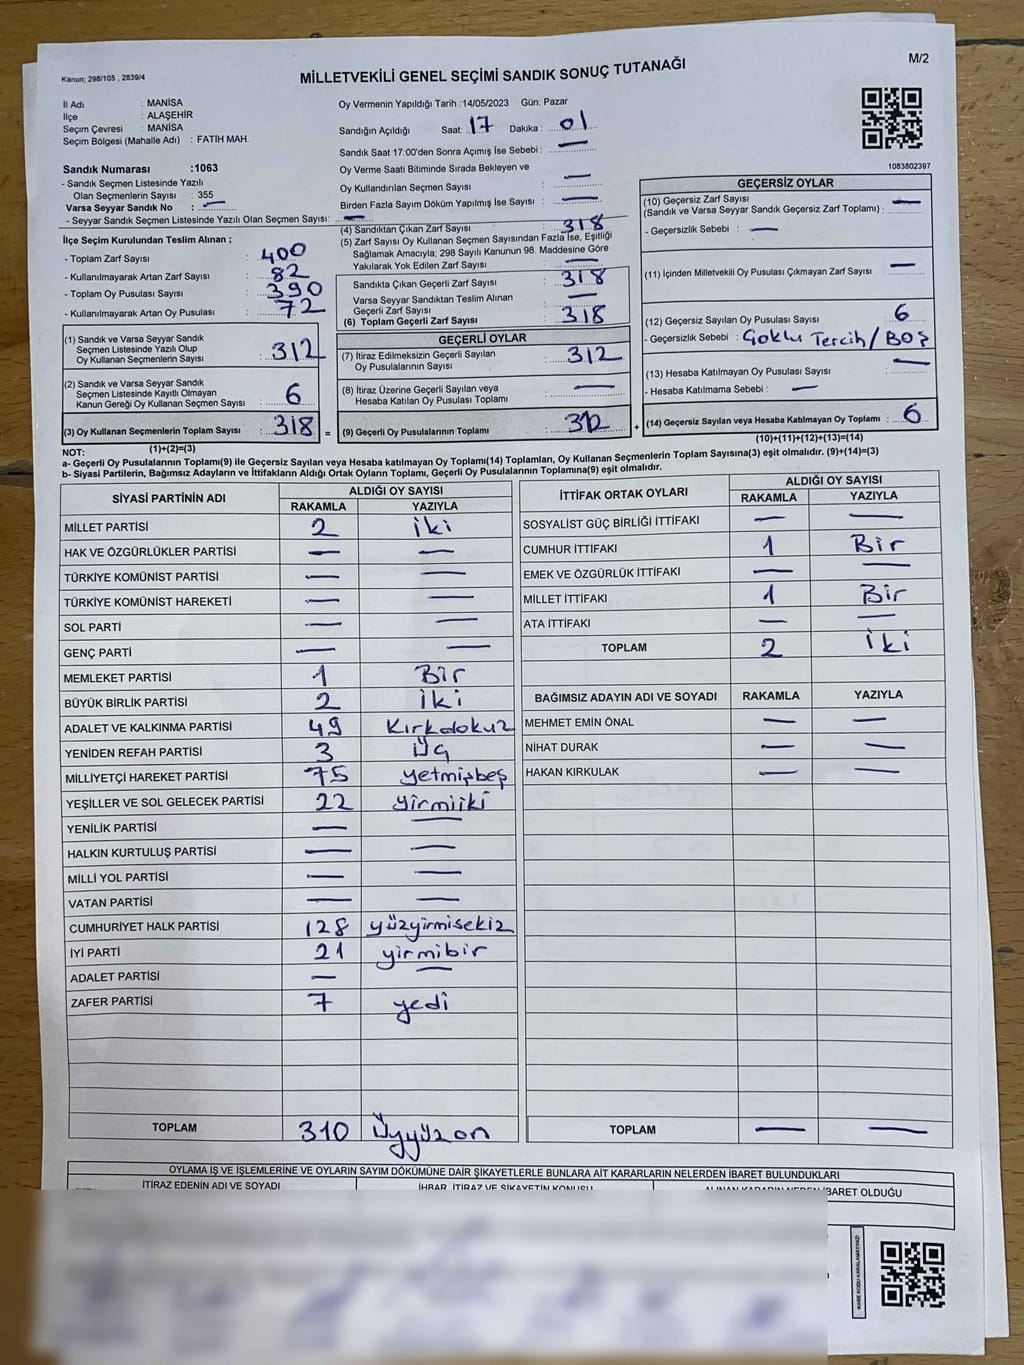 Kanun; 298/105 , 2839/4
M/2
MİLLETVEKİLİ GENEL SEÇİMİ SANDIK SONUÇ TUTANAĞI
İl Adı : MANİSA
İlçe : ALAŞEHİR
Seçim Çevresi : MANİSA
Seçim Bölgesi (Mahalle Adı) : FATİH MAH.
Sandık Numarası :1063
- Sandık Seçmen Listesinde Yazılı
Olan Seçmenlerin Sayısı : 355
Varsa Seyyar Sandık No : —
- Seyyar Sandık Seçmen Listesinde Yazılı Olan Seçmen Sayısı: —
Oy Vermenin Yapıldığı Tarih :14/05/2023 Gün: Pazar
Sandığın Açıldığı Saat: 17 Dakika : 01
Sandık Saat 17:00'den Sonra Açımış İse Sebebi : —
Oy Verme Saati Bitiminde Sırada Bekleyen ve
Oy Kullandırılan Seçmen Sayısı : —
Birden Fazla Sayım Döküm Yapılmış İse Sayısı : —
1083802397
İlçe Seçim Kurulundan Teslim Alınan ;
- Toplam Zarf Sayısı : 400
- Kullanılmayarak Artan Zarf Sayısı : 82
- Toplam Oy Pusulası Sayısı : 390
- Kullanılmayarak Artan Oy Pusulası : 72
(1) Sandık ve Varsa Seyyar Sandık
Seçmen Listesinde Yazılı Olup
Oy Kullanan Seçmenlerin Sayısı : 312
(2) Sandık ve Varsa Seyyar Sandık
Seçmen Listesinde Kayıtlı Olmayan
Kanun Gereği Oy Kullanan Seçmen Sayısı : 6
(3) Oy Kullanan Seçmenlerin Toplam Sayısı : 318 =
(1)+(2)=(3)
(4) Sandıktan Çıkan Zarf Sayısı : 318
(5) Zarf Sayısı Oy Kullanan Seçmen Sayısından Fazla İse, Eşitliği
Sağlamak Amacıyla; 298 Sayılı Kanunun 98. Maddesine Göre
Yakılarak Yok Edilen Zarf Sayısı : —
Sandıkta Çıkan Geçerli Zarf Sayısı : 318
Varsa Seyyar Sandıktan Teslim Alınan
Geçerli Zarf Sayısı : —
(6) Toplam Geçerli Zarf Sayısı : 318
GEÇERLİ OYLAR
(7) İtiraz Edilmeksizin Geçerli Sayılan
Oy Pusulalarının Sayısı : 312
(8) İtiraz Üzerine Geçerli Sayılan veya
Hesaba Katılan Oy Pusulası Toplamı : —
(9) Geçerli Oy Pusulalarının Toplamı : 312 +
GEÇERSİZ OYLAR
(10) Geçersiz Zarf Sayısı
(Sandık ve Varsa Seyyar Sandık Geçersiz Zarf Toplamı) : —
- Geçersizlik Sebebi : —
(11) İçinden Milletvekili Oy Pusulası Çıkmayan Zarf Sayısı : —
(12) Geçersiz Sayılan Oy Pusulası Sayısı : 6
- Geçersizlik Sebebi : Çoklu Tercih/BOŞ
(13) Hesaba Katılmayan Oy Pusulası Sayısı : —
- Hesaba Katılmama Sebebi : —
(14) Geçersiz Sayılan veya Hesaba Katılmayan Oy Toplamı : 6
(10)+(11)+(12)+(13)=(14)
NOT:
a- Geçerli Oy Pusulalarının Toplamı(9) ile Geçersiz Sayılan veya Hesaba katılmayan Oy Toplamı(14) Toplamları, Oy Kullanan Seçmenlerin Toplam Sayısına(3) eşit olmalıdır. (9)+(14)=(3)
b- Siyasi Partilerin, Bağımsız Adayların ve İttifakların Aldığı Ortak Oyların Toplamı, Geçerli Oy Pusulalarının Toplamına(9) eşit olmalıdır.
SİYASİ PARTİNİN ADI ALDIĞI OY SAYISI
RAKAMLA YAZIYLA
MİLLET PARTİSİ 2 iki
HAK VE ÖZGÜRLÜKLER PARTİSİ — —
TÜRKİYE KOMÜNİST PARTİSİ — —
TÜRKİYE KOMÜNİST HAREKETİ — —
SOL PARTİ — —
GENÇ PARTİ — —
MEMLEKET PARTİSİ 1 Bir
BÜYÜK BİRLİK PARTİSİ 2 iki
ADALET VE KALKINMA PARTİSİ 49 Kırkdokuz
YENİDEN REFAH PARTİSİ 3 Üç
MİLLİYETÇİ HAREKET PARTİSİ 75 yetmişbeş
YEŞİLLER VE SOL GELECEK PARTİSİ 22 yirmiiki
YENİLİK PARTİSİ — —
HALKIN KURTULUŞ PARTİSİ — —
MİLLİ YOL PARTİSİ — —
VATAN PARTİSİ — —
CUMHURİYET HALK PARTİSİ 128 yüzyirmisekiz
İYİ PARTİ 21 yirmibir
ADALET PARTİSİ — —
ZAFER PARTİSİ 7 yedi
TOPLAM 310 Üçyüzon
İTTİFAK ORTAK OYLARI ALDIĞI OY SAYISI
RAKAMLA YAZIYLA
SOSYALİST GÜÇ BİRLİĞİ İTTİFAKI — —
CUMHUR İTTİFAKI 1 Bir
EMEK VE ÖZGÜRLÜK İTTİFAKI — —
MİLLET İTTİFAKI 1 Bir
ATA İTTİFAKI — —
TOPLAM 2 iki
BAĞIMSIZ ADAYIN ADI VE SOYADI RAKAMLA YAZIYLA
MEHMET EMİN ÖNAL — —
NİHAT DURAK — —
HAKAN KIRKULAK — —
TOPLAM — —
OYLAMA İŞ VE İŞLEMLERİNE VE OYLARIN SAYIM DÖKÜMÜNE DAİR ŞİKAYETLERLE BUNLARA AİT KARARLARIN NELERDEN İBARET BULUNDUKLARI
İTİRAZ EDENİN ADI VE SOYADI İHBAR, İTİRAZ VE ŞİKAYETİN KONUSU ALINAN KARARIN NEDEN İBARET OLDUĞU
KARE KODU KARALAMAYINIZ!